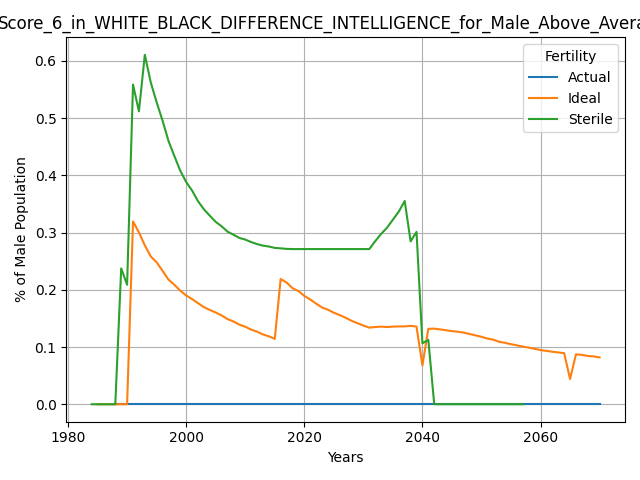 Score_6_in_WHITE_BLACK_DIFFERENCE_INTELLIGENCE_for_Male_Above_Avera
Fertility
Actual
Ideal
Sterile
% of Male Population
0.6
0.5
0.4
0.3
0.2
0.1
0.0
1980
2000
2020
2040
2060
Years